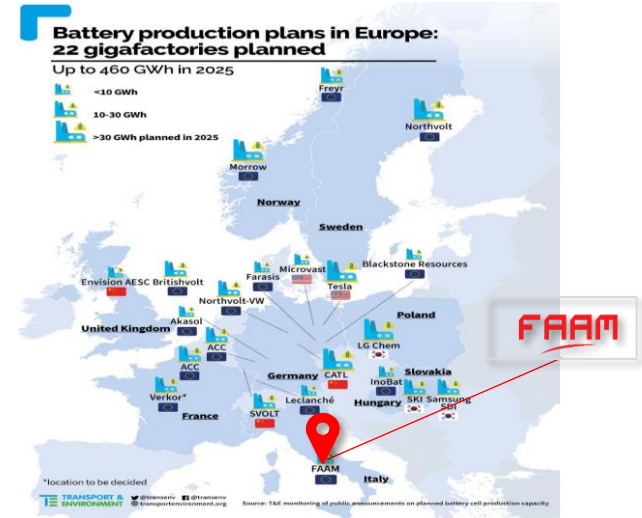 Battery production plans in Europe:
22 gigafactories planned
Up to 460 GWh in 2025
<10 GWh
10-30 GWh
>30 GWh planned in 2025
Freyr
Northvolt
Morrow
Norway
Sweden
Envision AESC
Britishvolt
Farasis
Microvast
Tesla
Blackstone Resources
Northvolt-VW
United Kingdom
Akasol
ACC
ACC
Poland
LG Chem
Germany
CATL
Slovakia
InoBat
Hungary
SKI
Samsung
SDI
Verkor*
France
SVOLT
Leclanché
FAAM
Italy
FAAM
*location to be decided
TRANSPORT &
ENVIRONMENT
@transenv
@transenv
transportenvironment.org
Source: T&E monitoring of public announcements on planned battery cell production capacity